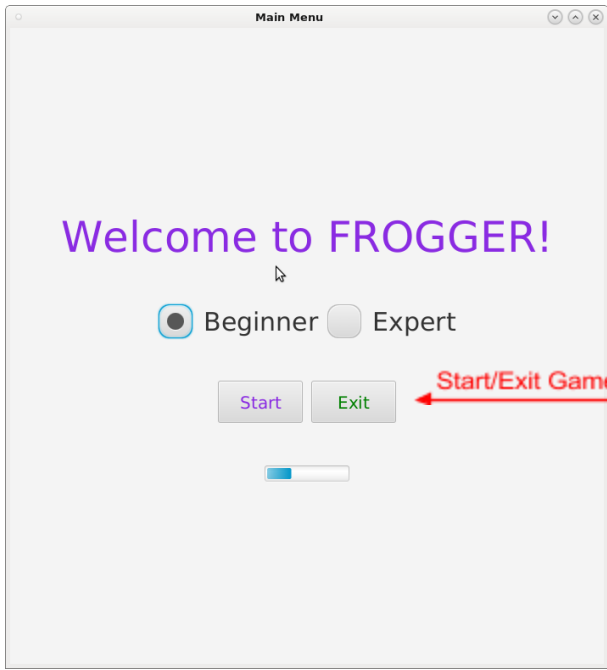 Main Menu
Welcome to FROGGER!
Beginner Expert
Start Exit
Start/Exit Game